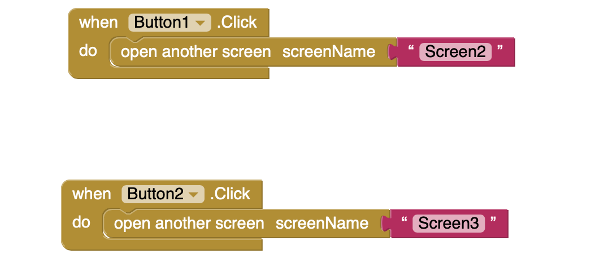 when Button1 .Click
do open another screen screenName “ Screen2 ”
when Button2 .Click
do open another screen screenName “ Screen3 ”